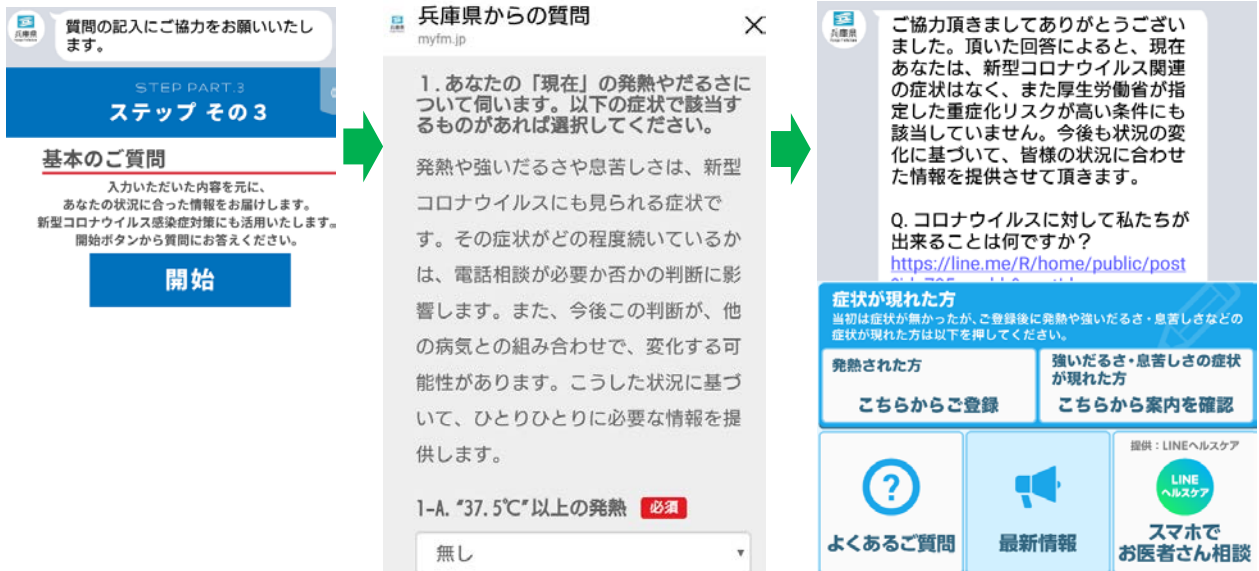 兵庫県
質問の記入にご協力をお願いいたし
ます。
STEP PART.3
ステップ その3
基本のご質問
入力いただいた内容を元に、
あなたの状況に合った情報をお届けします。
新型コロナウイルス感染症対策にも活用いたします。
開始ボタンから質問にお答えください。
開始
兵庫県からの質問
myfm.jp
1.あなたの「現在」の発熱やだるさに
ついて伺います。以下の症状で該当す
るものがあれば選択してください。
発熱や強いだるさや息苦しさは、新型
コロナウイルスにも見られる症状で
す。その症状がどの程度続いているか
は、電話相談が必要か否かの判断に影
響します。また、今後この判断が、他
の病気との組み合わせで、変化する可
能性があります。こうした状況に基づ
いて、ひとりひとりに必要な情報を提
供します。
1-A. “37.5℃”以上の発熱 必須
無し
兵庫県
ご協力頂きましてありがとうござい
ました。頂いた回答によると、現在
あなたは、新型コロナウイルス関連
の症状はなく、また厚生労働省が指
定した重症化リスクが高い条件にも
該当していません。今後も状況の変
化に基づいて、皆様の状況に合わせ
た情報を提供させて頂きます。
Q. コロナウイルスに対して私たちが
出来ることは何ですか？
https://line.me/R/home/public/post
症状が現れた方
当初は症状が無かったが、ご登録後に発熱や強いだるさ・息苦しさなどの
症状が現れた方は以下を押してください。
発熱された方
こちらからご登録
強いだるさ・息苦しさの症状
が現れた方
こちらから案内を確認
?
よくあるご質問
最新情報
提供：LINEヘルスケア
LINE
ヘルスケア
スマホで
お医者さん相談